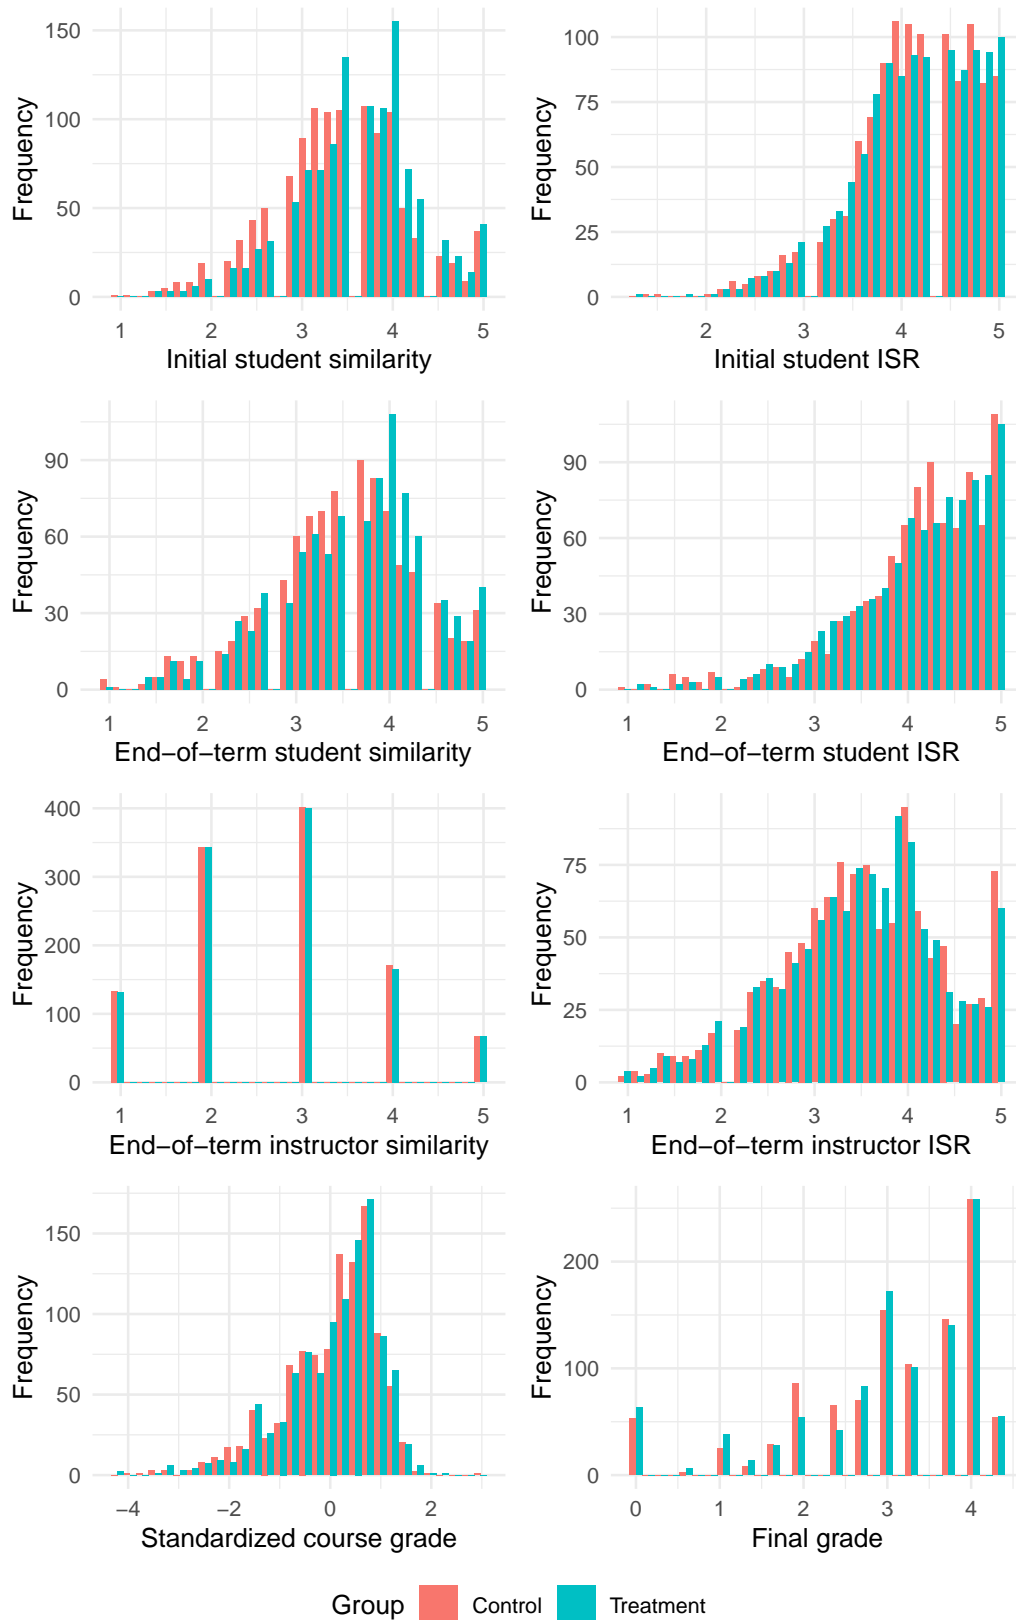 Frequency
150
100
50
0
1 2 3 4 5
Initial student similarity
Frequency
100
75
50
25
0
2 3 4 5
Initial student ISR
Frequency
90
60
30
0
1 2 3 4 5
End−of−term student similarity
Frequency
90
60
30
0
1 2 3 4 5
End−of−term student ISR
Frequency
400
300
200
100
0
1 2 3 4 5
End−of−term instructor similarity
Frequency
75
50
25
0
1 2 3 4 5
End−of−term instructor ISR
Frequency
150
100
50
0
−4 −2 0 2
Standardized course grade
Frequency
200
100
0
0 1 2 3 4
Final grade
Group Control Treatment